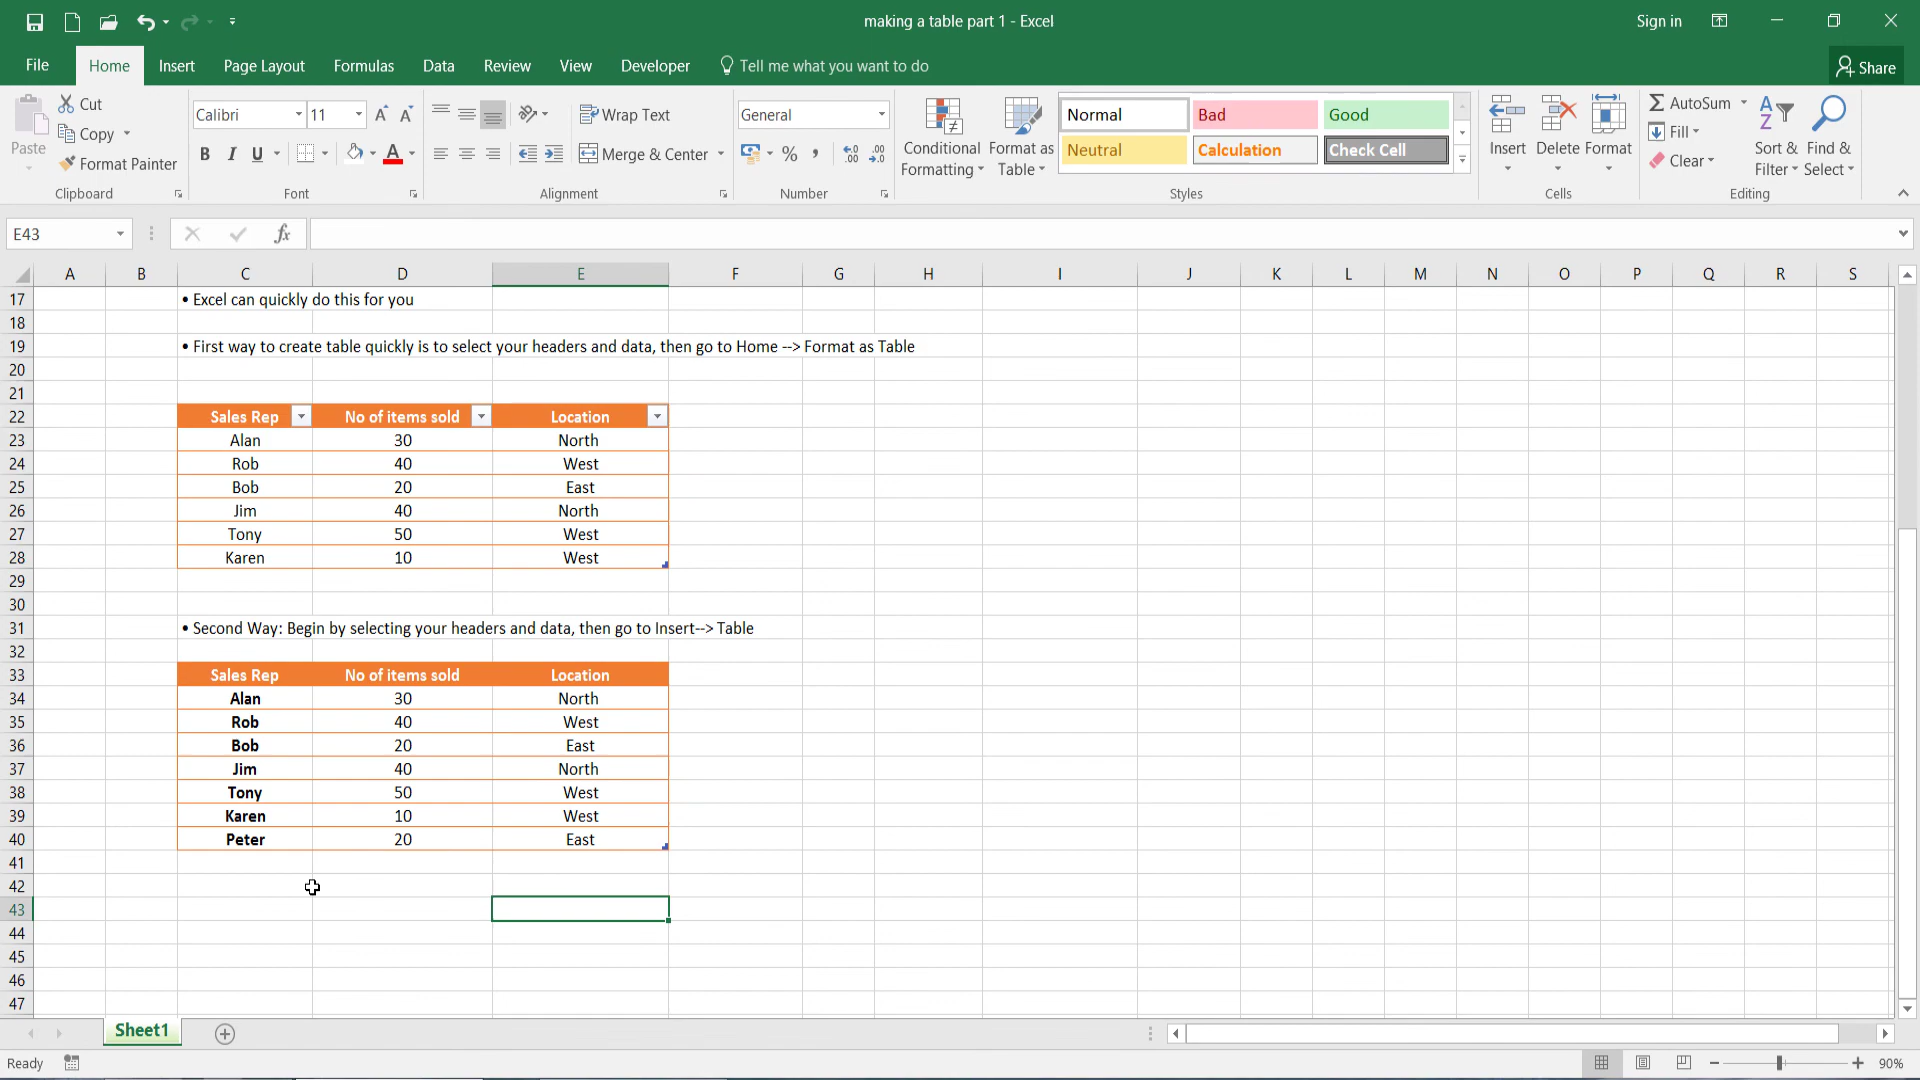 making a table part 1 - Excel
Sign in
File Home Insert Page Layout Formulas Data Review View Developer Tell me what you want to do Share
Paste Cut Copy Format Painter Clipboard
Calibri 11 A A B I U A Font
Wrap Text Merge & Center Alignment
General % , .00 Number
Conditional Formatting Format as Table
Normal Bad Good
Neutral Calculation Check Cell
Styles
Insert Delete Format Cells
AutoSum Fill Clear Sort & Filter Find & Select Editing
E43 fx
A B C D E F G H I J K L M N O P Q R S
17 • Excel can quickly do this for you
18
19 • First way to create table quickly is to select your headers and data, then go to Home --> Format as Table
20
21
22 Sales Rep No of items sold Location
23 Alan 30 North
24 Rob 40 West
25 Bob 20 East
26 Jim 40 North
27 Tony 50 West
28 Karen 10 West
29
30
31 • Second Way: Begin by selecting your headers and data, then go to Insert--> Table
32
33 Sales Rep No of items sold Location
34 Alan 30 North
35 Rob 40 West
36 Bob 20 East
37 Jim 40 North
38 Tony 50 West
39 Karen 10 West
40 Peter 20 East
41
42
43
44
45
46
47
Sheet1
Ready 90%